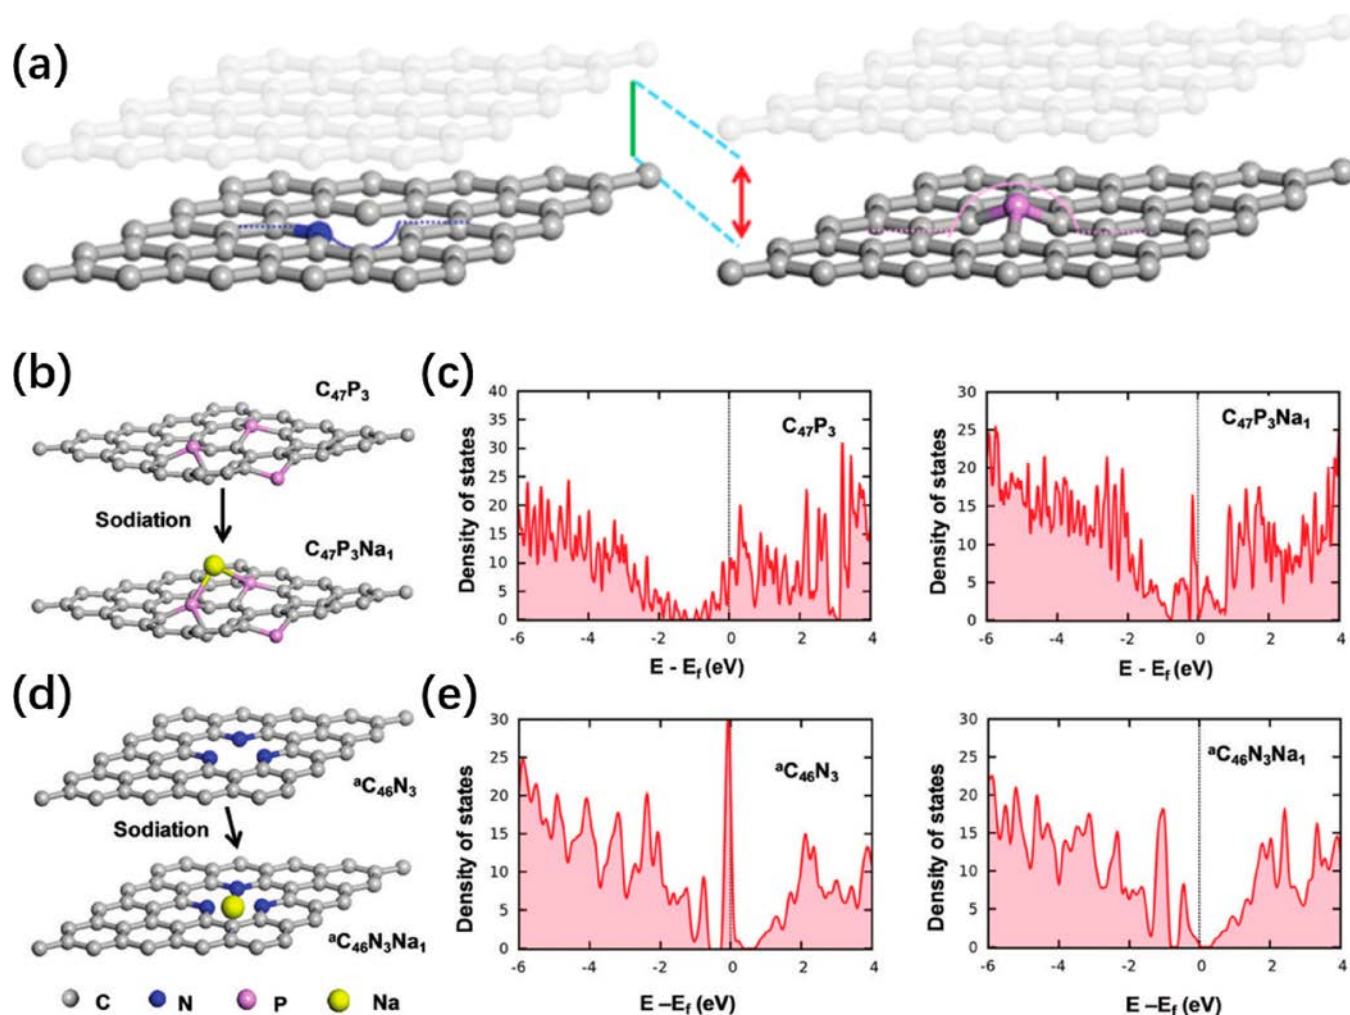 (a)
(b)
C₄₇P₃
Sodiation
C₄₇P₃Na₁
(c)
40
35
30
25
20
15
10
5
0
Density of states
C₄₇P₃
-6 -4 -2 0 2 4
E - E_f (eV)
30
25
20
15
10
5
0
Density of states
C₄₇P₃Na₁
-6 -4 -2 0 2 4
E - E_f (eV)
(d)
ᵃC₄₆N₃
Sodiation
ᵃC₄₆N₃Na₁
C N P Na
(e)
30
25
20
15
10
5
0
Density of states
ᵃC₄₆N₃
-6 -4 -2 0 2 4
E –E_f (eV)
30
25
20
15
10
5
0
Density of states
ᵃC₄₆N₃Na₁
-6 -4 -2 0 2 4
E –E_f (eV)